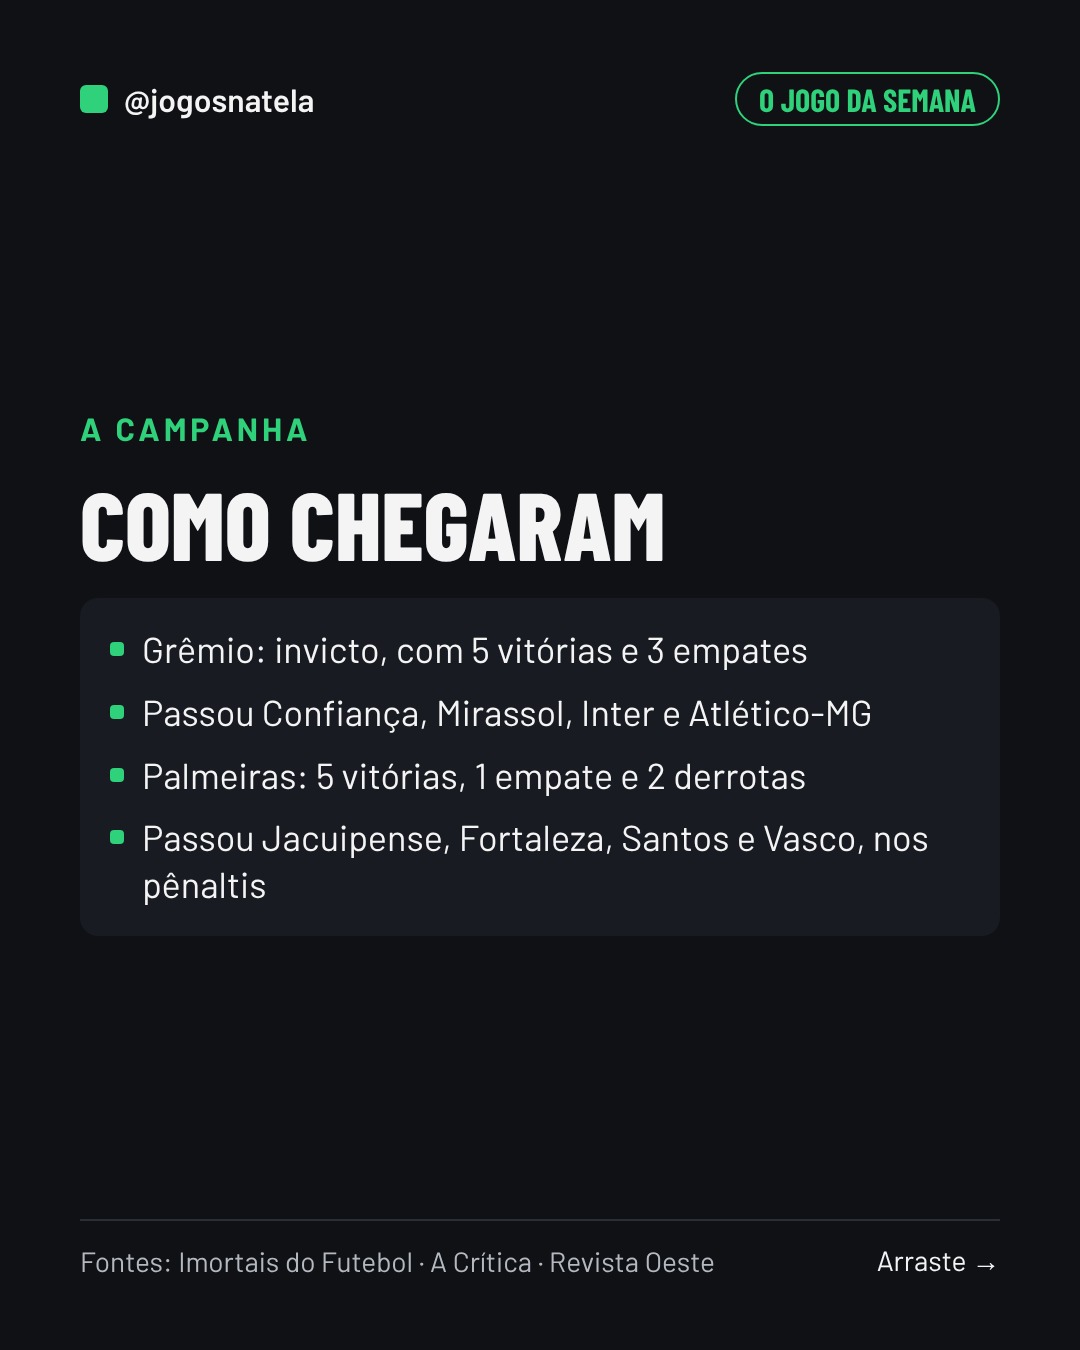 @jogosnatela
O JOGO DA SEMANA
A CAMPANHA
COMO CHEGARAM
Grêmio: invicto, com 5 vitórias e 3 empates
Passou Confiança, Mirassol, Inter e Atlético-MG
Palmeiras: 5 vitórias, 1 empate e 2 derrotas
Passou Jacuipense, Fortaleza, Santos e Vasco, nos
pênaltis
Fontes: Imortais do Futebol · A Crítica · Revista Oeste
Arraste →